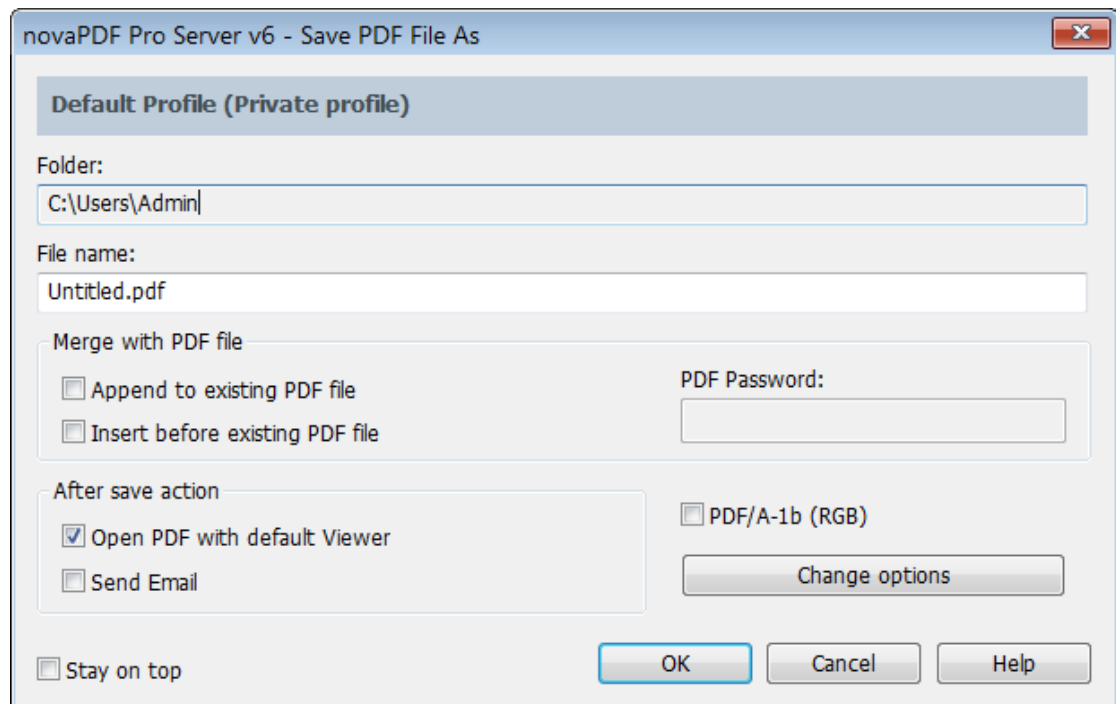 novaPDF Pro Server v6 - Save PDF File As
Default Profile (Private profile)
Folder:
C:\Users\Admin
File name:
Untitled.pdf
Merge with PDF file
Append to existing PDF file
Insert before existing PDF file
PDF Password:
After save action
Open PDF with default Viewer
Send Email
PDF/A-1b (RGB)
Change options
Stay on top
OK
Cancel
Help